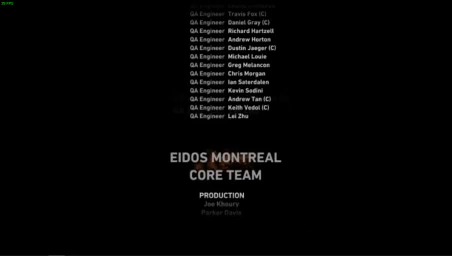 QA Engineer Travis Fox (C)
QA Engineer Daniel Gray (C)
QA Engineer Richard Hartzell
QA Engineer Andrew Horton
QA Engineer Dustin Jaeger (C)
QA Engineer Michael Louie
QA Engineer Greg Melancon
QA Engineer Chris Morgan
QA Engineer Ian Saterdalen
QA Engineer Kevin Sodini
QA Engineer Andrew Tan (C)
QA Engineer Keith Vedol (C)
QA Engineer Lei Zhu
EIDOS MONTREAL
CORE TEAM
PRODUCTION
Joe Khoury
Parker Davis